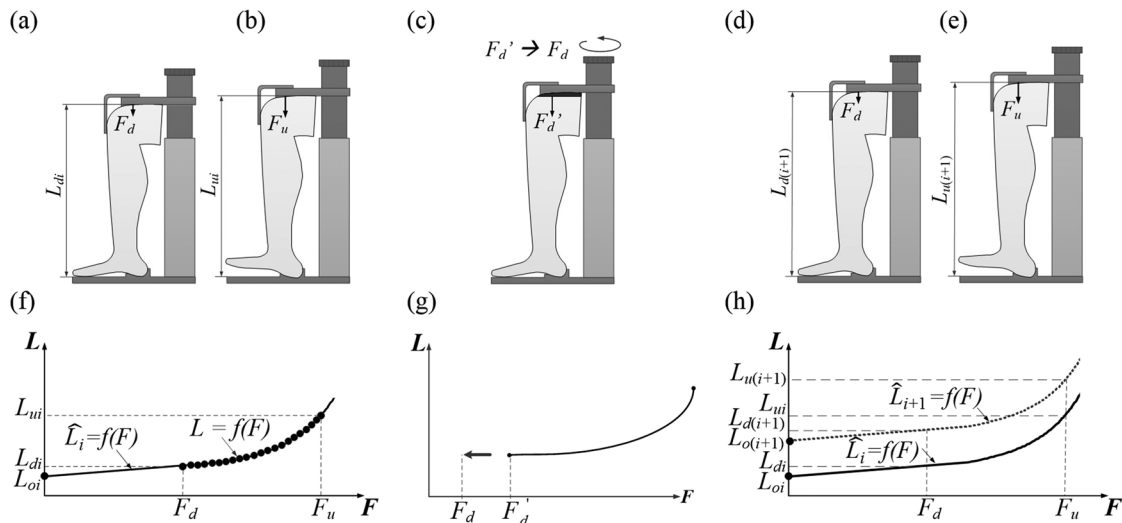 (a)
(b)
(c)
(d)
(e)
F_d' → F_d
F_d
F_u
F_d'
F_d
F_u
L_di
L_ui
L_d(i+1)
L_u(i+1)
(f)
(g)
(h)
L
L_ui
L̂_i=f(F)
L = f(F)
L_di
L_oi
F_d
F_u
F
L
F_d
F_d'
F
L
L_u(i+1)
L̂_i+1=f(F)
L_ui
L_d(i+1)
L_o(i+1)
L̂_i=f(F)
L_di
L_oi
F_d
F_u
F